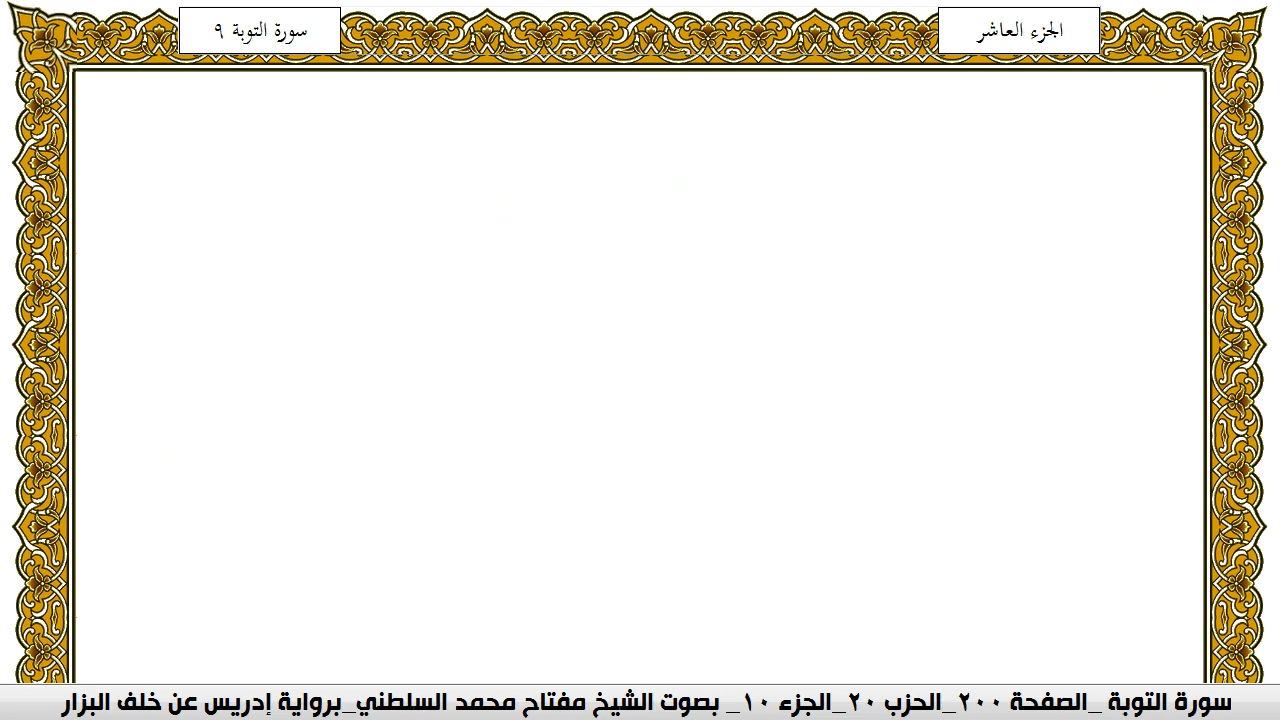 الجزء العاشر
سورة التوبة ٩
سورة التوبة _الصفحة ٢٠٠_الحزب ٢٠_الجزء ١٠_ بصوت الشيخ مفتاح محمد السلطني_برواية إدريس عن خلف البزار